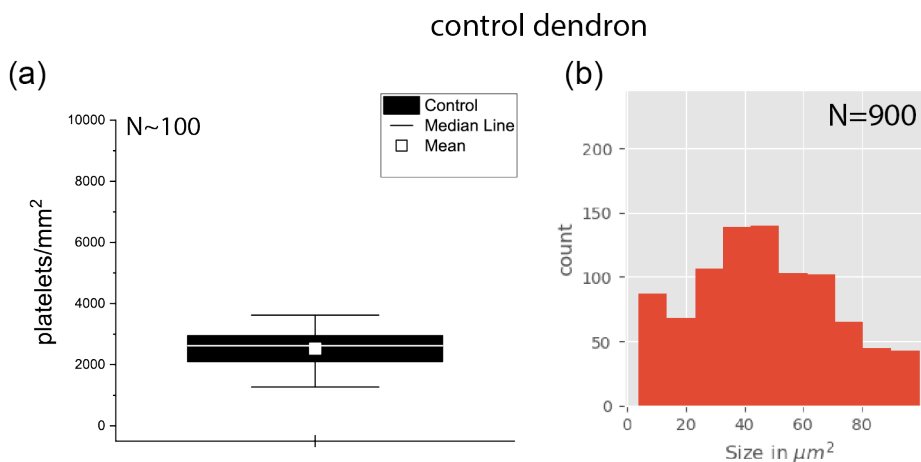 control dendron
(a)
N~100
Control
Median Line
Mean
platelets/mm²
10000
8000
6000
4000
2000
0
(b)
N=900
count
200
150
100
50
0
0 20 40 60 80
Size in μm²